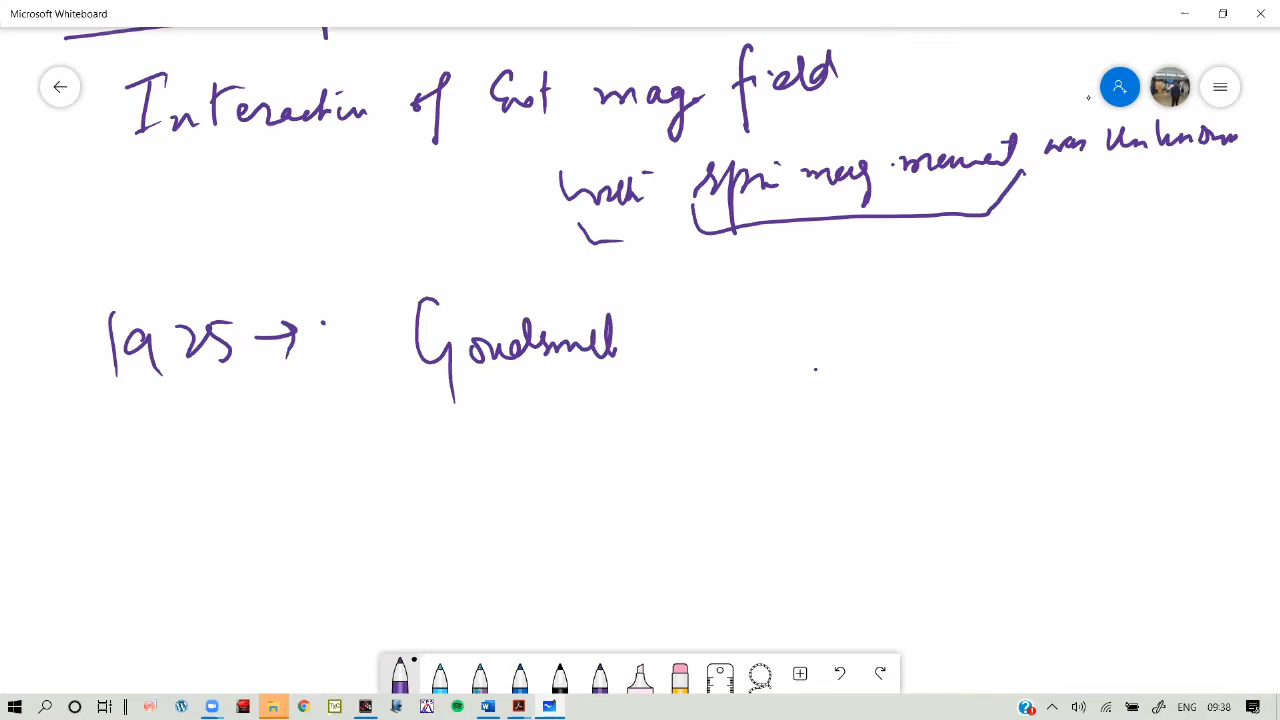 Microsoft Whiteboard
Interaction of Ext mag field
with spin mag. moment was unknown
1925 → Goudsmit
ENG 09:38